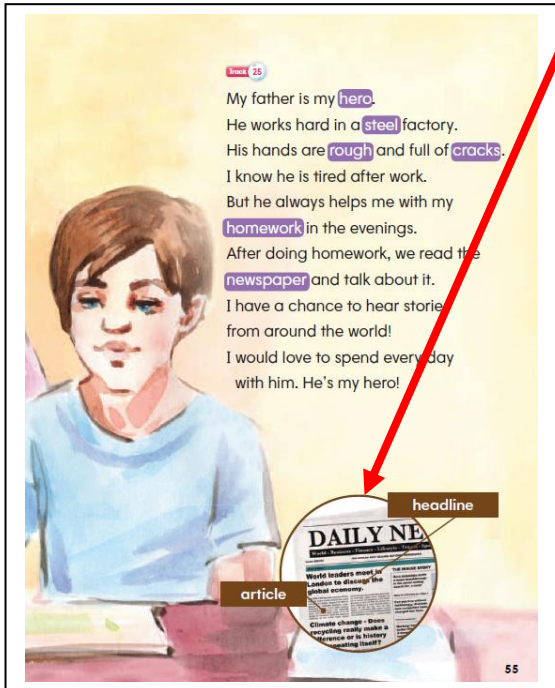 Track 25
My father is my hero.
He works hard in a steel factory.
His hands are rough and full of cracks.
I know he is tired after work.
But he always helps me with my
homework in the evenings.
After doing homework, we read the
newspaper and talk about it.
I have a chance to hear stories
from around the world!
I would love to spend every day
with him. He's my hero!
headline
DAILY NE
World - Business - Finance - Lifestyle - Travel
World leaders meet in
London to discuss the
global economy.
article
Climate change - Does
recycling really make a
difference or is history
repeating itself?
55